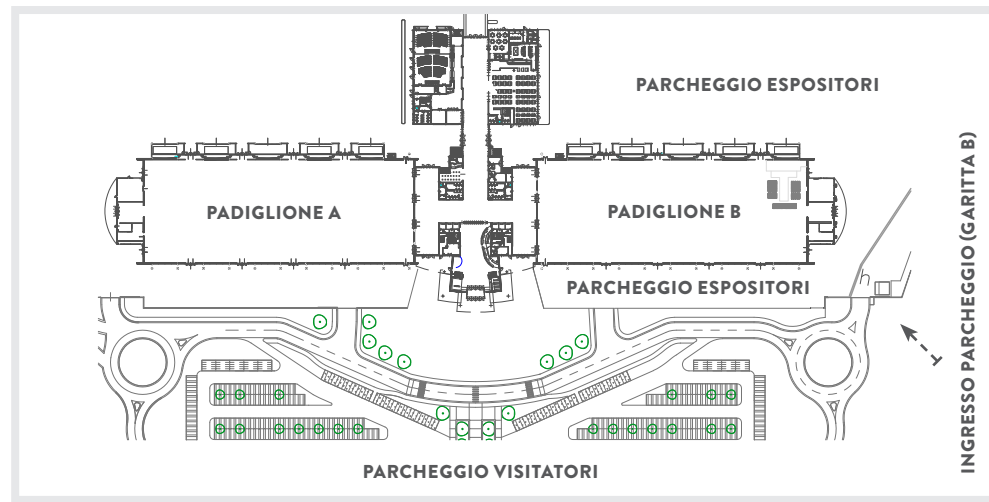 PARCHEGGIO ESPOSITORI
PADIGLIONE A
PADIGLIONE B
PARCHEGGIO ESPOSITORI
INGRESSO PARCHEGGIO (GARITTA B)
PARCHEGGIO VISITATORI